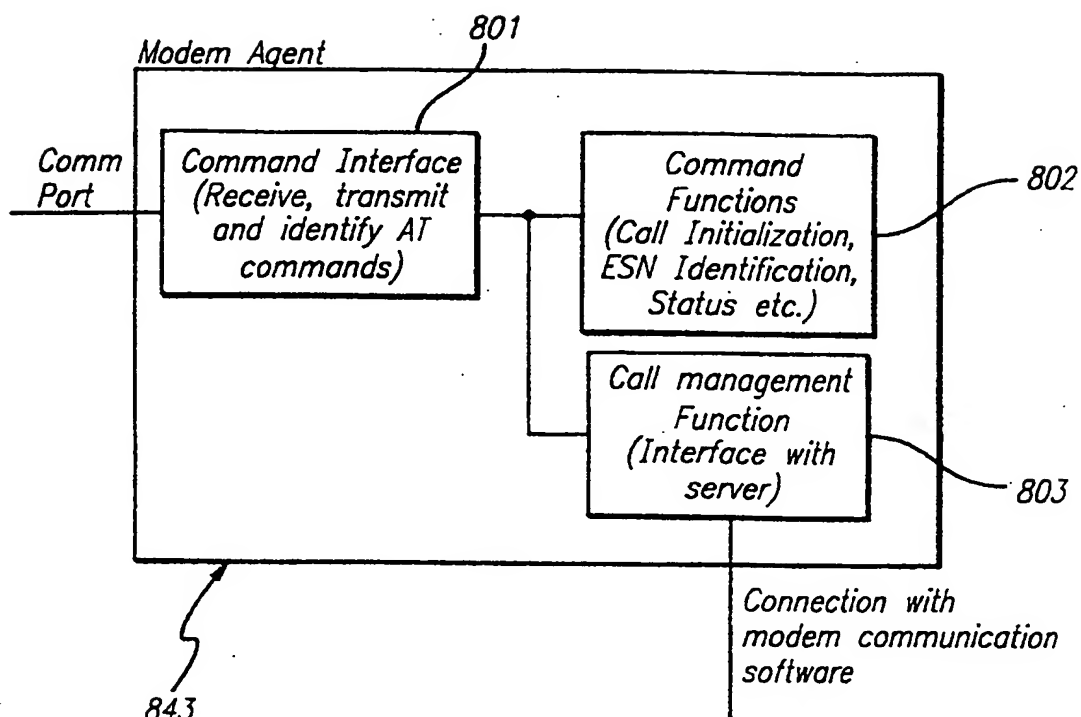 801
Modem Agent
Comm
Port
Command Interface
(Receive, transmit
and identify AT
commands)
Command
Functions
(Call Initialization,
ESN Identification,
Status etc.)
802
Call management
Function
(Interface with
server)
803
Connection with
modem communication
software
843